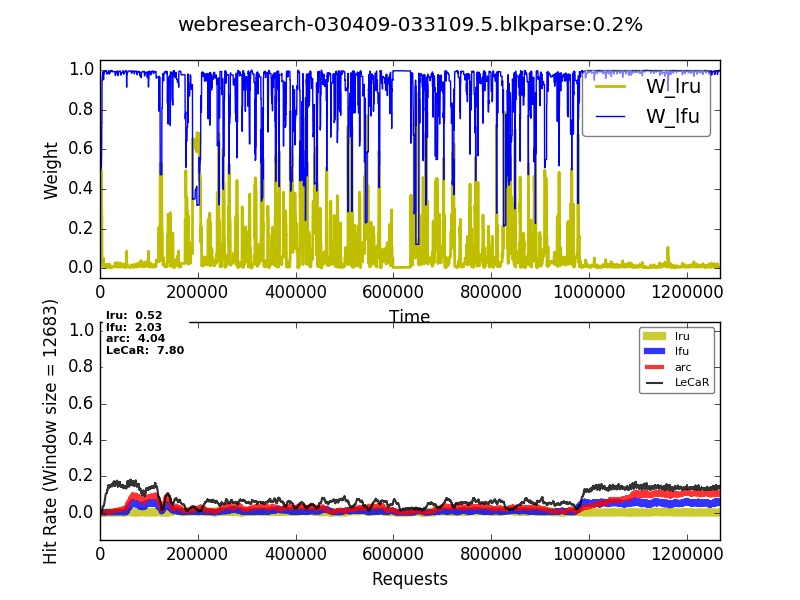 webresearch-030409-033109.5.blkparse:0.2%
Weight
1.0
0.8
0.6
0.4
0.2
0.0
W_lru
W_lfu
0 200000 400000 600000 800000 1000000 1200000
Time
Hit Rate (Window size = 12683)
1.0
0.8
0.6
0.4
0.2
0.0
lru: 0.52
lfu: 2.03
arc: 4.04
LeCaR: 7.80
lru
lfu
arc
LeCaR
0 200000 400000 600000 800000 1000000 1200000
Requests